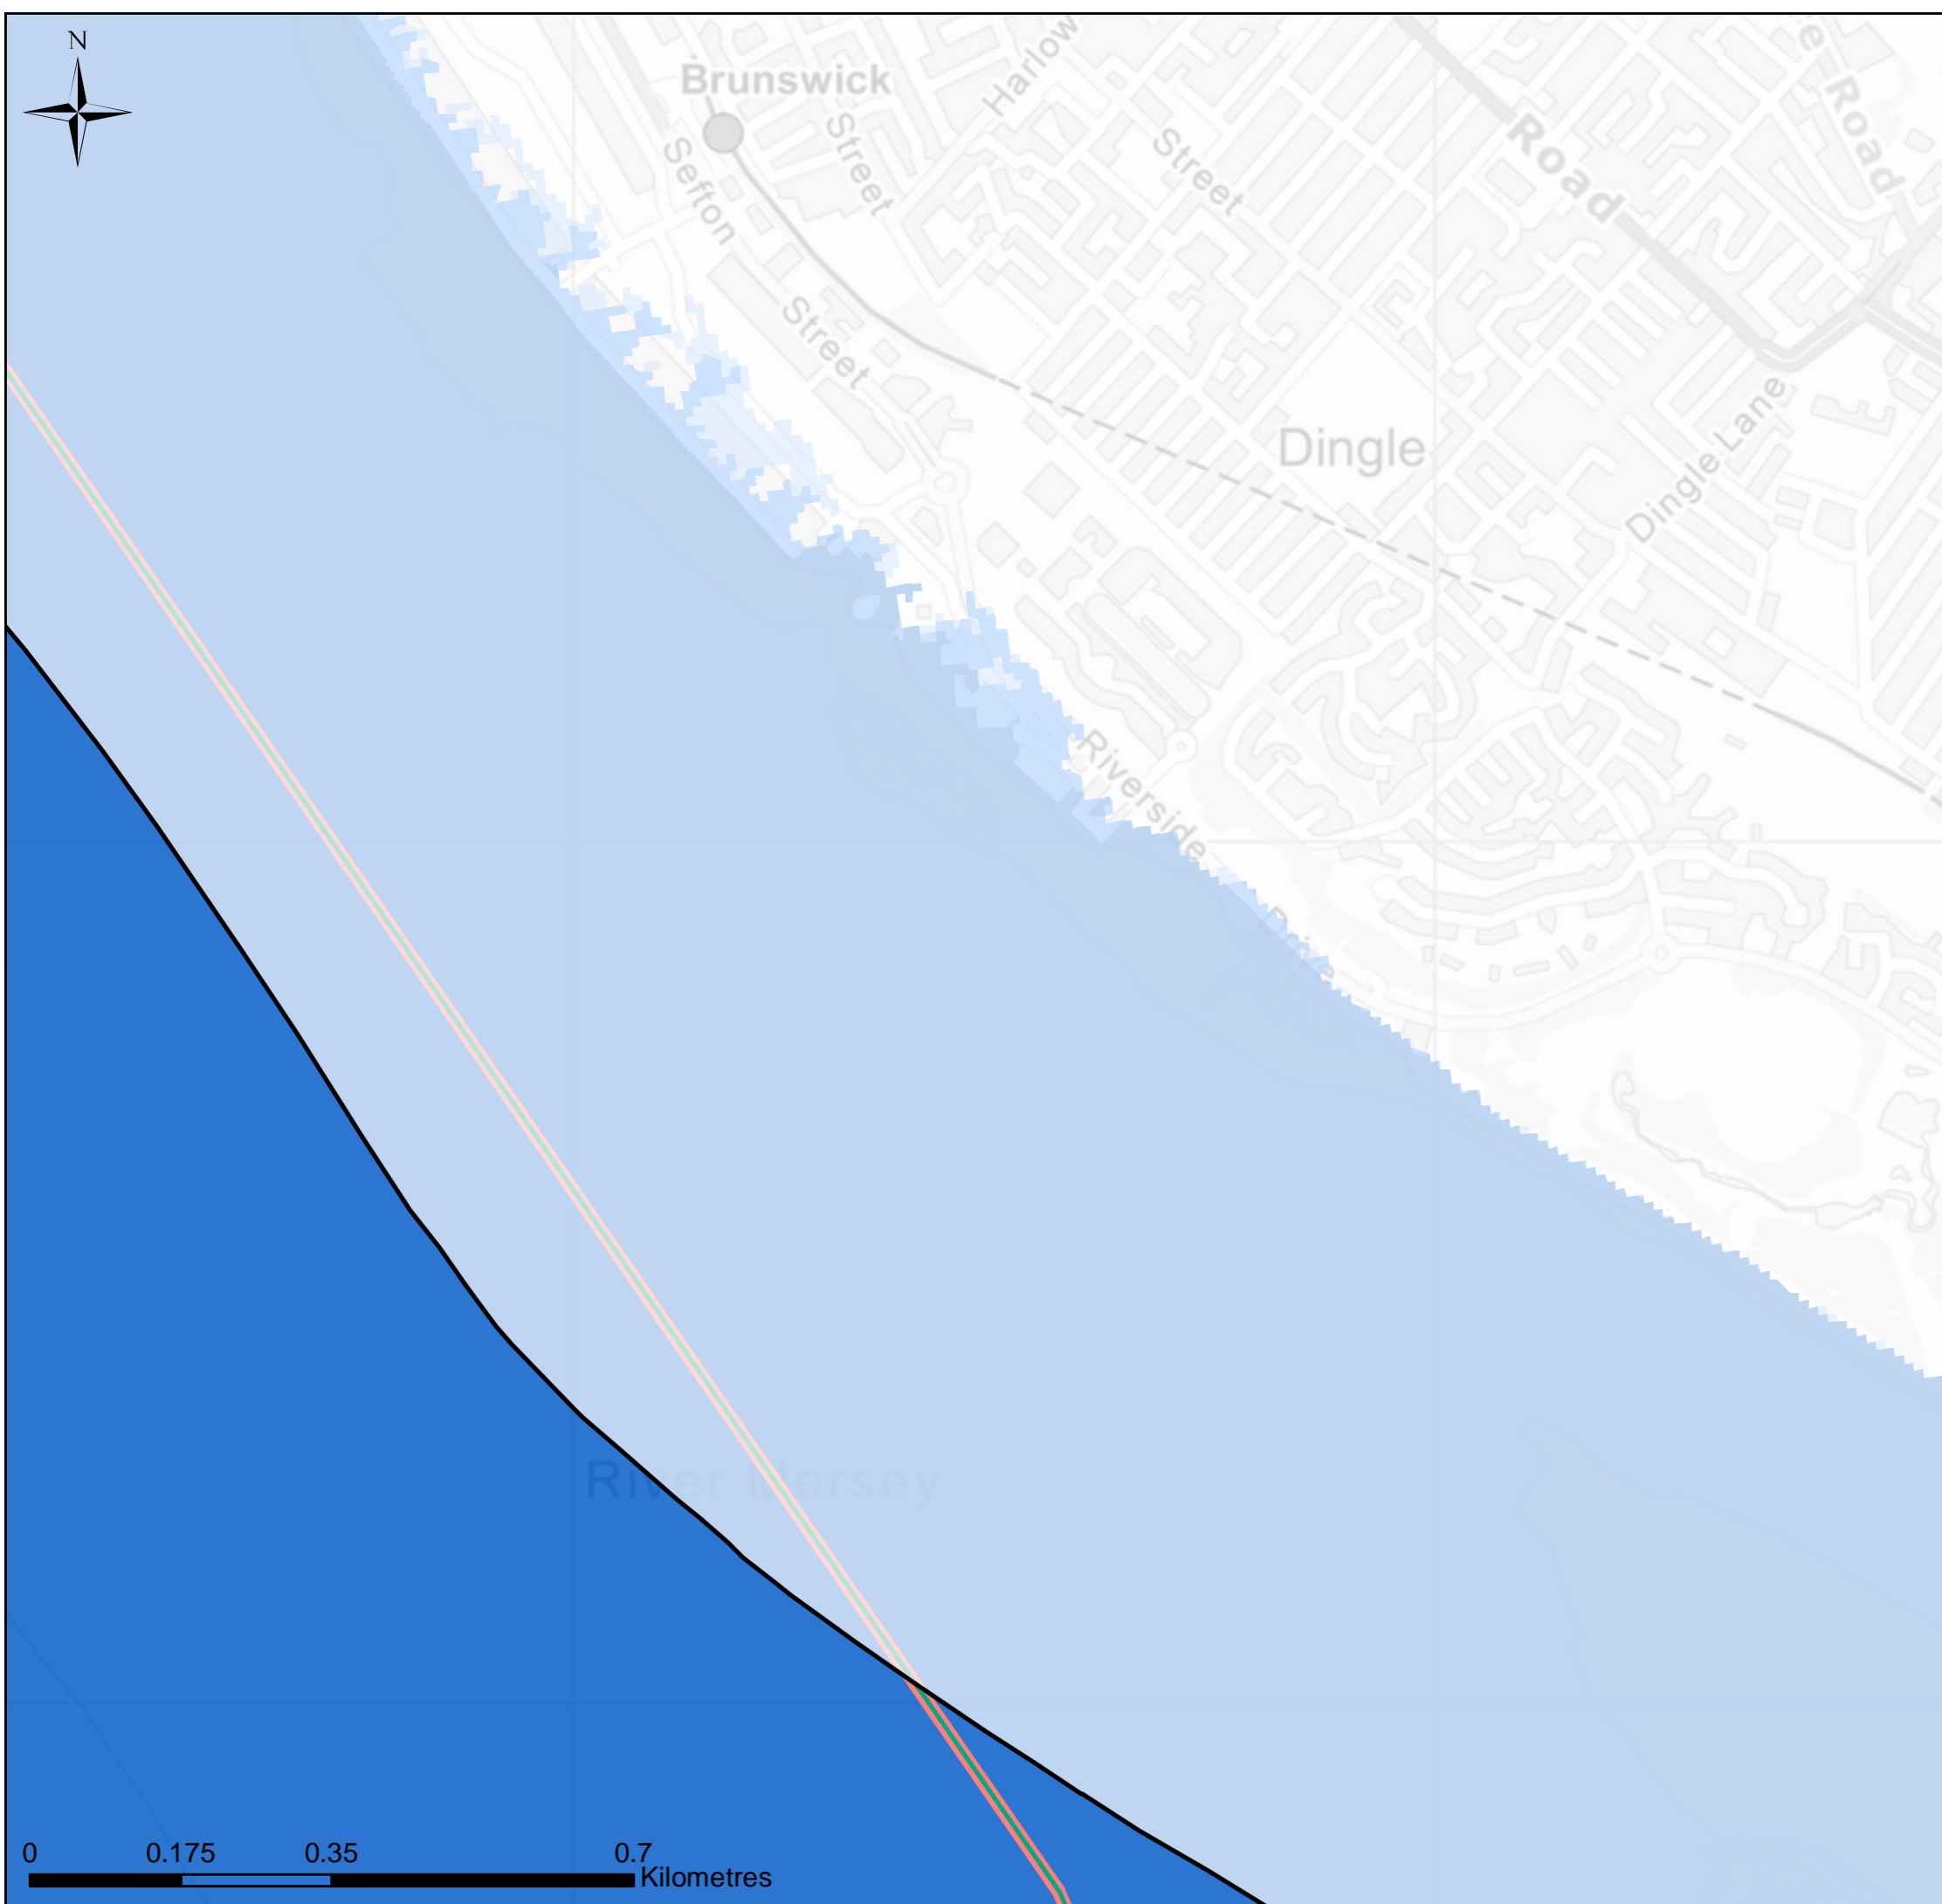 N
Brunswick
Harlow
Street
Street
Road
Road
Sefton
Street
Dingle
Dingle Lane
Riverside
Drive
River Mersey
0 0.175 0.35 0.7
Kilometres